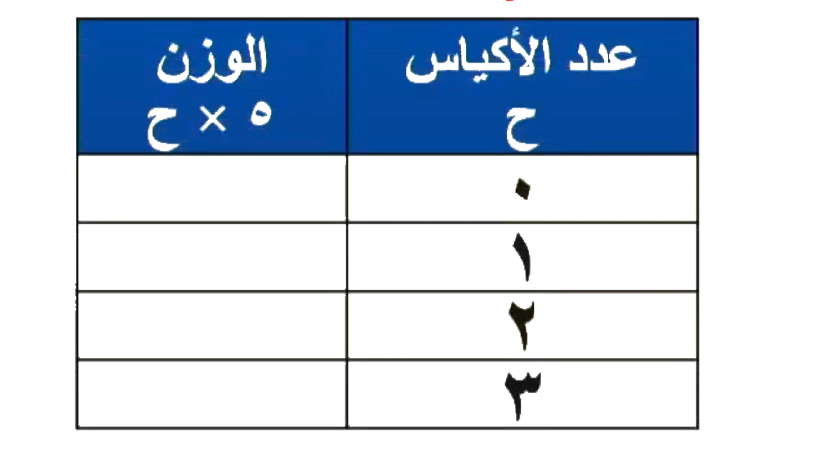 عدد الأكياس
ح
الوزن
٥ × ح
٠
١
٢
٣